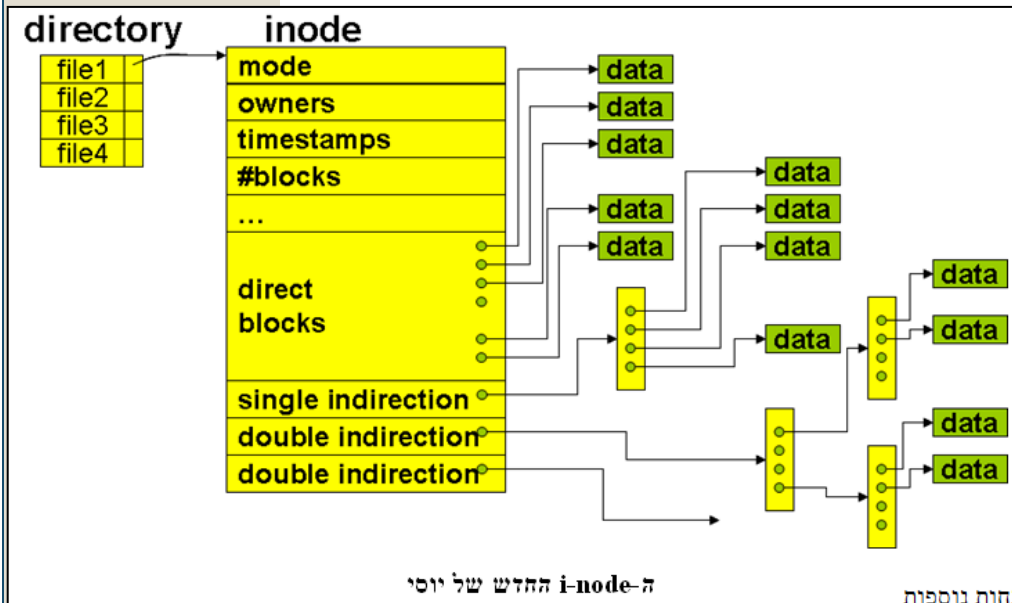 directory
inode
file1
file2
file3
file4
mode
owners
timestamps
#blocks
...
direct
blocks
single indirection
double indirection
double indirection
data
data
data
data
data
data
data
data
data
data
data
data
data
ה-i-node החדש של יוסי
נוספות